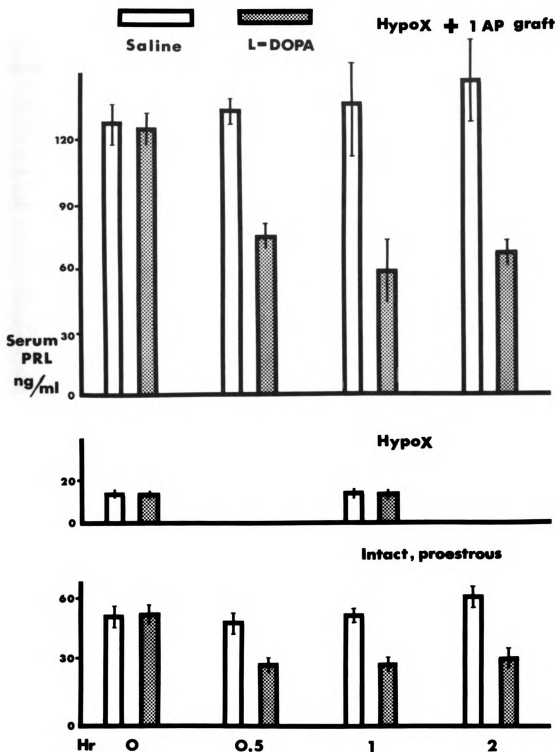 Saline
L=DOPA
HypoX + 1 AP graft
120
90
60
30
0
Serum
PRL
ng/ml
HypoX
20
0
Intact, proestrous
60
30
0
Hr 0 0.5 1 2